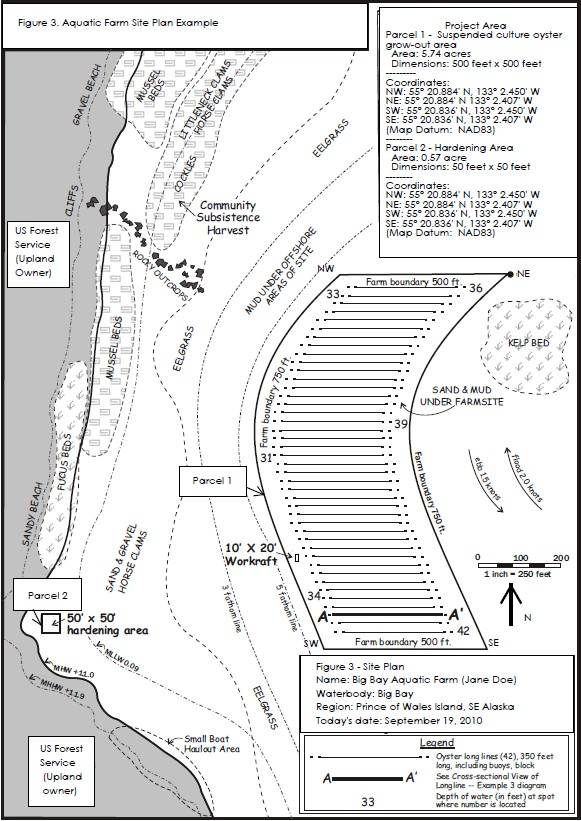 Figure 3. Aquatic Farm Site Plan Example
Project Area
Parcel 1 - Suspended culture oyster
grow-out area
Area: 5.74 acres
Dimensions: 500 feet x 500 feet
---------
Coordinates:
NW: 55° 20.884' N, 133° 2.450' W
NE: 55° 20.884' N, 133° 2.407' W
SW: 55° 20.836' N, 133° 2.450' W
SE: 55° 20.836' N, 133° 2.407' W
(Map Datum: NAD83)
---------
Parcel 2 - Hardening Area
Area: 0.57 acre
Dimensions: 50 feet x 50 feet
---------
Coordinates:
NW: 55° 20.884' N, 133° 2.450' W
NE: 55° 20.884' N, 133° 2.407' W
SW: 55° 20.836' N, 133° 2.450' W
SE: 55° 20.836' N, 133° 2.407' W
(Map Datum: NAD83)
GRAVEL BEACH
MUSSEL
BEDS
LITTLENECK CLAMS
HORSE CLAMS
COCKLES
EELGRASS
CLIFFS
Community
Subsistence
Harvest
US Forest
Service
(Upland
Owner)
ROCKY OUTCROPS
MUD UNDER OFFSHORE
AREAS OF SITE
NW
NE
Farm boundary 500 ft.
33
36
KELP BED
MUSSEL BEDS
EELGRASS
SAND & MUD
UNDER FARMSITE
Farm boundary 750 ft.
39
31
FUCUS BEDS
Farm boundary 750 ft.
ebb 1.5 knots
flood 2.0 knots
Parcel 1
SANDY BEACH
SAND & GRAVEL
HORSE CLAMS
10' X 20'
Workraft
0 100 200
1 inch = 250 feet
N
Parcel 2
50' x 50'
hardening area
3 fathom line
5 fathom line
34
A
A'
42
SW
Farm boundary 500 ft.
SE
MLLW 0.09
MHW +11.0
MHHW +11.9
EELGRASS
Small Boat
Haulout Area
US Forest
Service
(Upland
owner)
Figure 3 - Site Plan
Name: Big Bay Aquatic Farm (Jane Doe)
Waterbody: Big Bay
Region: Prince of Wales Island, SE Alaska
Today's date: September 19, 2010
Legend
Oyster long lines (42), 350 feet
long, including buoys, block
A A'
See Cross-sectional View of
Longline -- Example 3 diagram
33
Depth of water (in feet) at spot
where number is located